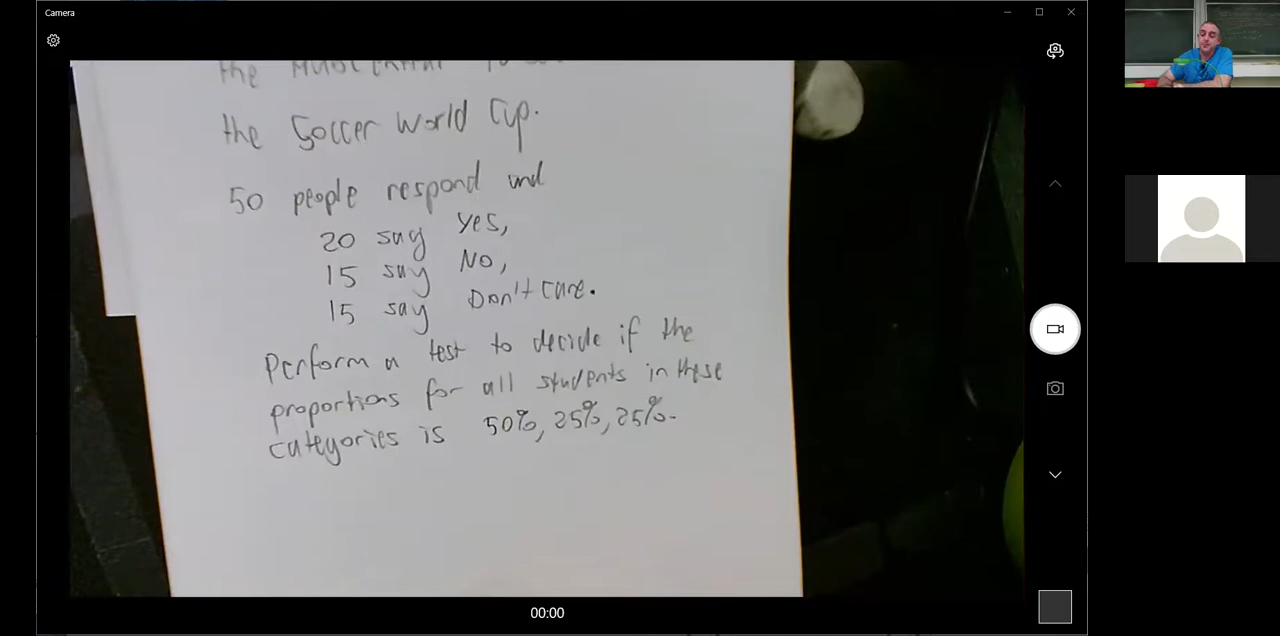 Camera
the
the Soccer World Cup.
50 people respond and
20 say Yes,
15 say No,
15 say Don't care.
Perform a test to decide if the
proportions for all students in these
categories is 50%, 25%, 25%.
00:00